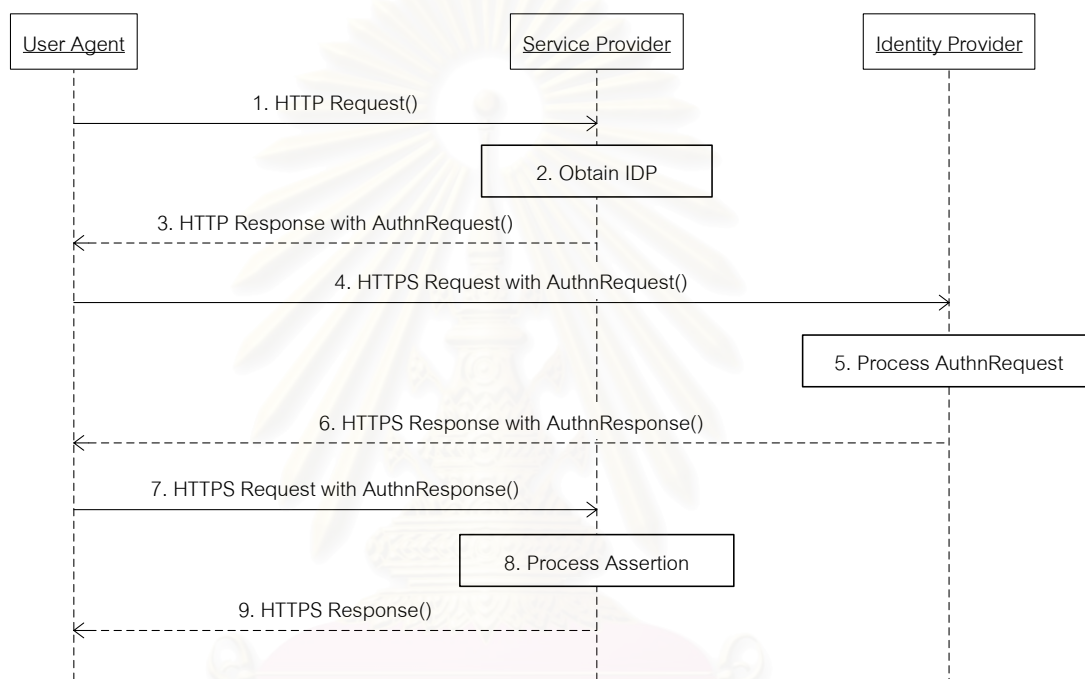 User Agent
Service Provider
Identity Provider
1. HTTP Request()
2. Obtain IDP
3. HTTP Response with AuthnRequest()
4. HTTPS Request with AuthnRequest()
5. Process AuthnRequest
6. HTTPS Response with AuthnResponse()
7. HTTPS Request with AuthnResponse()
8. Process Assertion
9. HTTPS Response()